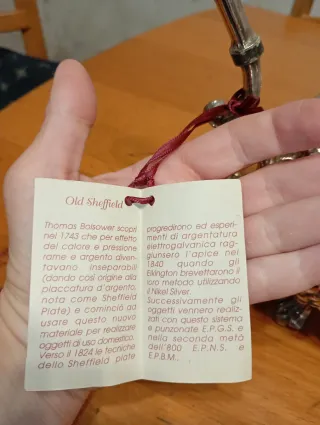 Old Sheffield
Thomas Bolsower scoprì
nel 1743 che per effetto
del calore e pressione
rame e argento diven-
tavano inseparabili
(dando così origine alla
placcatura d'argento,
nota come Sheffield
Plate) e cominciò ad
usare questo nuovo
materiale per realizzare
oggetti di uso domestico.
Verso il 1824 le tecniche
dello Sheffield plate
progredirono ed esperi-
menti di argentatura
elettrogalvanica rag-
giunsero l'apice nel
1840 quando gli
Elkington brevettarono il
loro metodo utilizzando
il Nikel Silver.
Successivamente gli
oggetti vennero realiz-
zati con questo sistema
e punzonate E.P.G.S. e
nella seconda metà
dell'800 E.P.N.S. e
E.P.B.M..